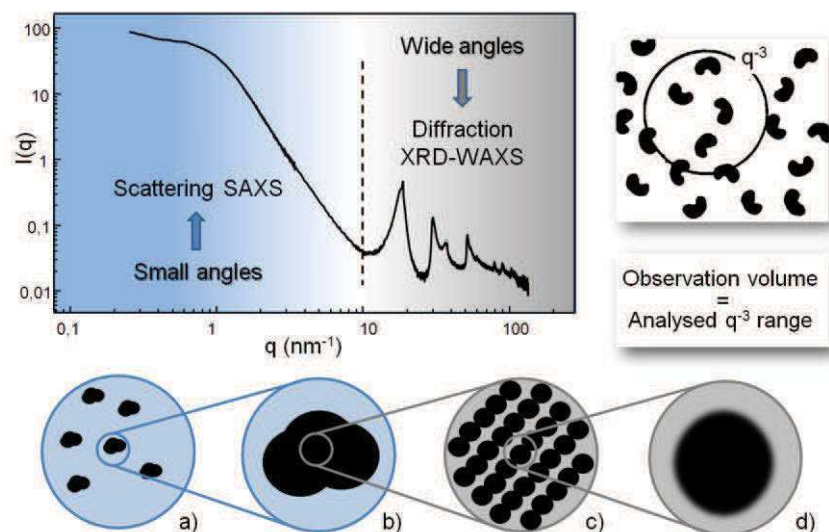 100
10
1
0,1
0,01
I(q)
Wide angles
Diffraction
XRD-WAXS
Scattering SAXS
Small angles
0,1
1
10
100
q (nm⁻¹)
q⁻³
Observation volume
=
Analysed q⁻³ range
a)
b)
c)
d)